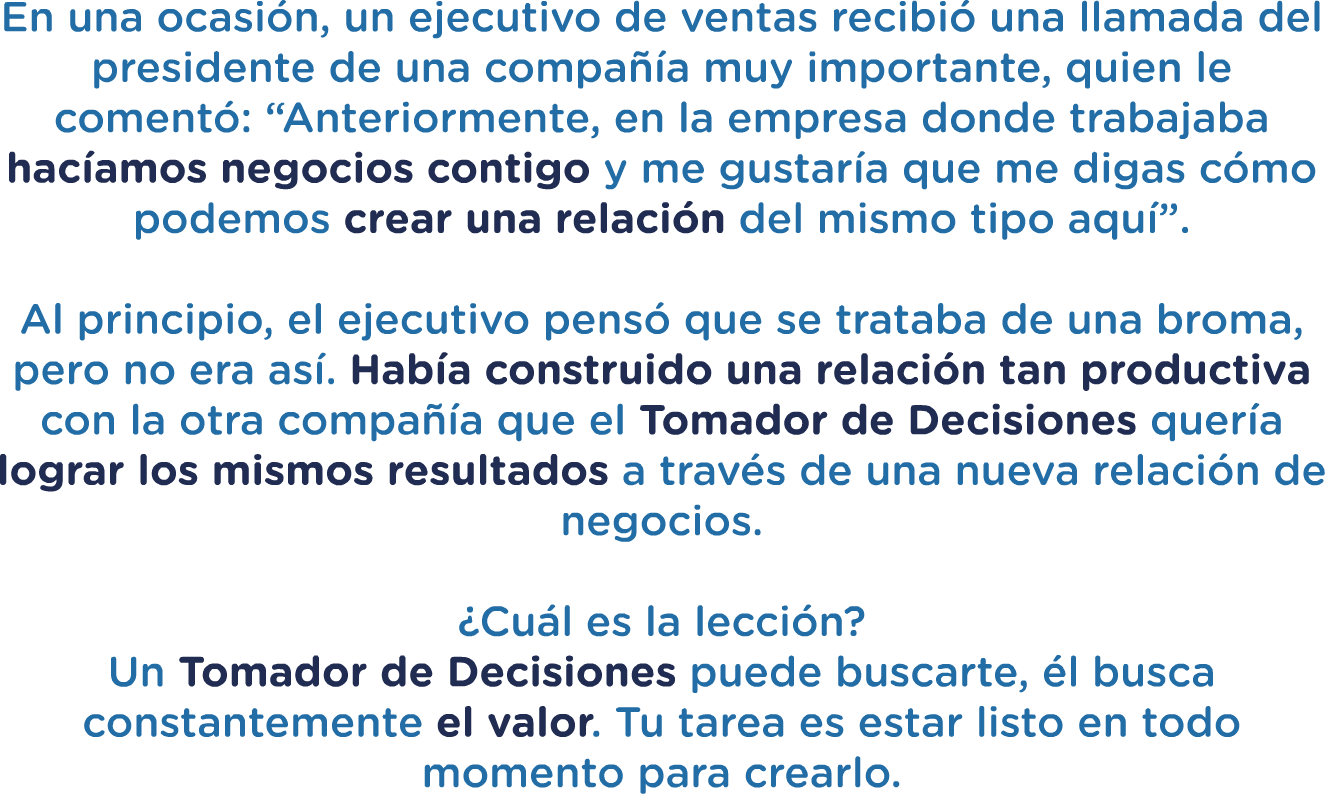 En una ocasión, un ejecutivo de ventas recibió una llamada del
presidente de una compañía muy importante, quien le
comentó: “Anteriormente, en la empresa donde trabajaba
hacíamos negocios contigo y me gustaría que me digas cómo
podemos crear una relación del mismo tipo aquí”.
Al principio, el ejecutivo pensó que se trataba de una broma,
pero no era así. Había construido una relación tan productiva
con la otra compañía que el Tomador de Decisiones quería
lograr los mismos resultados a través de una nueva relación de
negocios.
¿Cuál es la lección?
Un Tomador de Decisiones puede buscarte, él busca
constantemente el valor. Tu tarea es estar listo en todo
momento para crearlo.